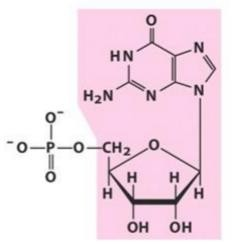 O
HN N
H₂N N N
O⁻
⁻O–P–O–CH₂ O
O H H
H H
OH OH